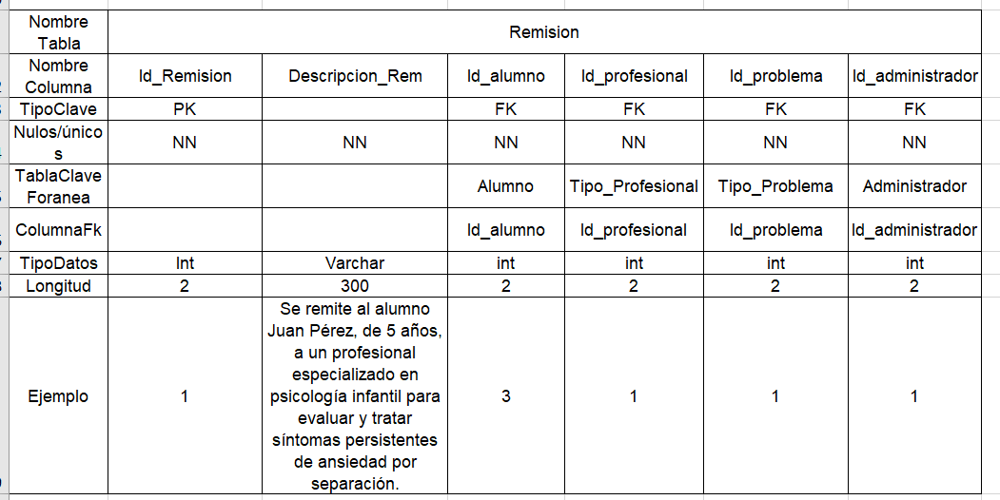 Nombre
Tabla
Remision
Nombre
Columna
Id_Remision
Descripcion_Rem
Id_alumno
Id_profesional
Id_problema
Id_administrador
TipoClave
PK
FK
FK
FK
FK
Nulos/único
s
NN
NN
NN
NN
NN
NN
TablaClave
Foranea
Alumno
Tipo_Profesional
Tipo_Problema
Administrador
ColumnaFk
Id_alumno
Id_profesional
Id_problema
Id_administrador
TipoDatos
Int
Varchar
int
int
int
int
Longitud
2
300
2
2
2
2
Ejemplo
1
Se remite al alumno
Juan Pérez, de 5 años,
a un profesional
especializado en
psicología infantil para
evaluar y tratar
síntomas persistentes
de ansiedad por
separación.
3
1
1
1